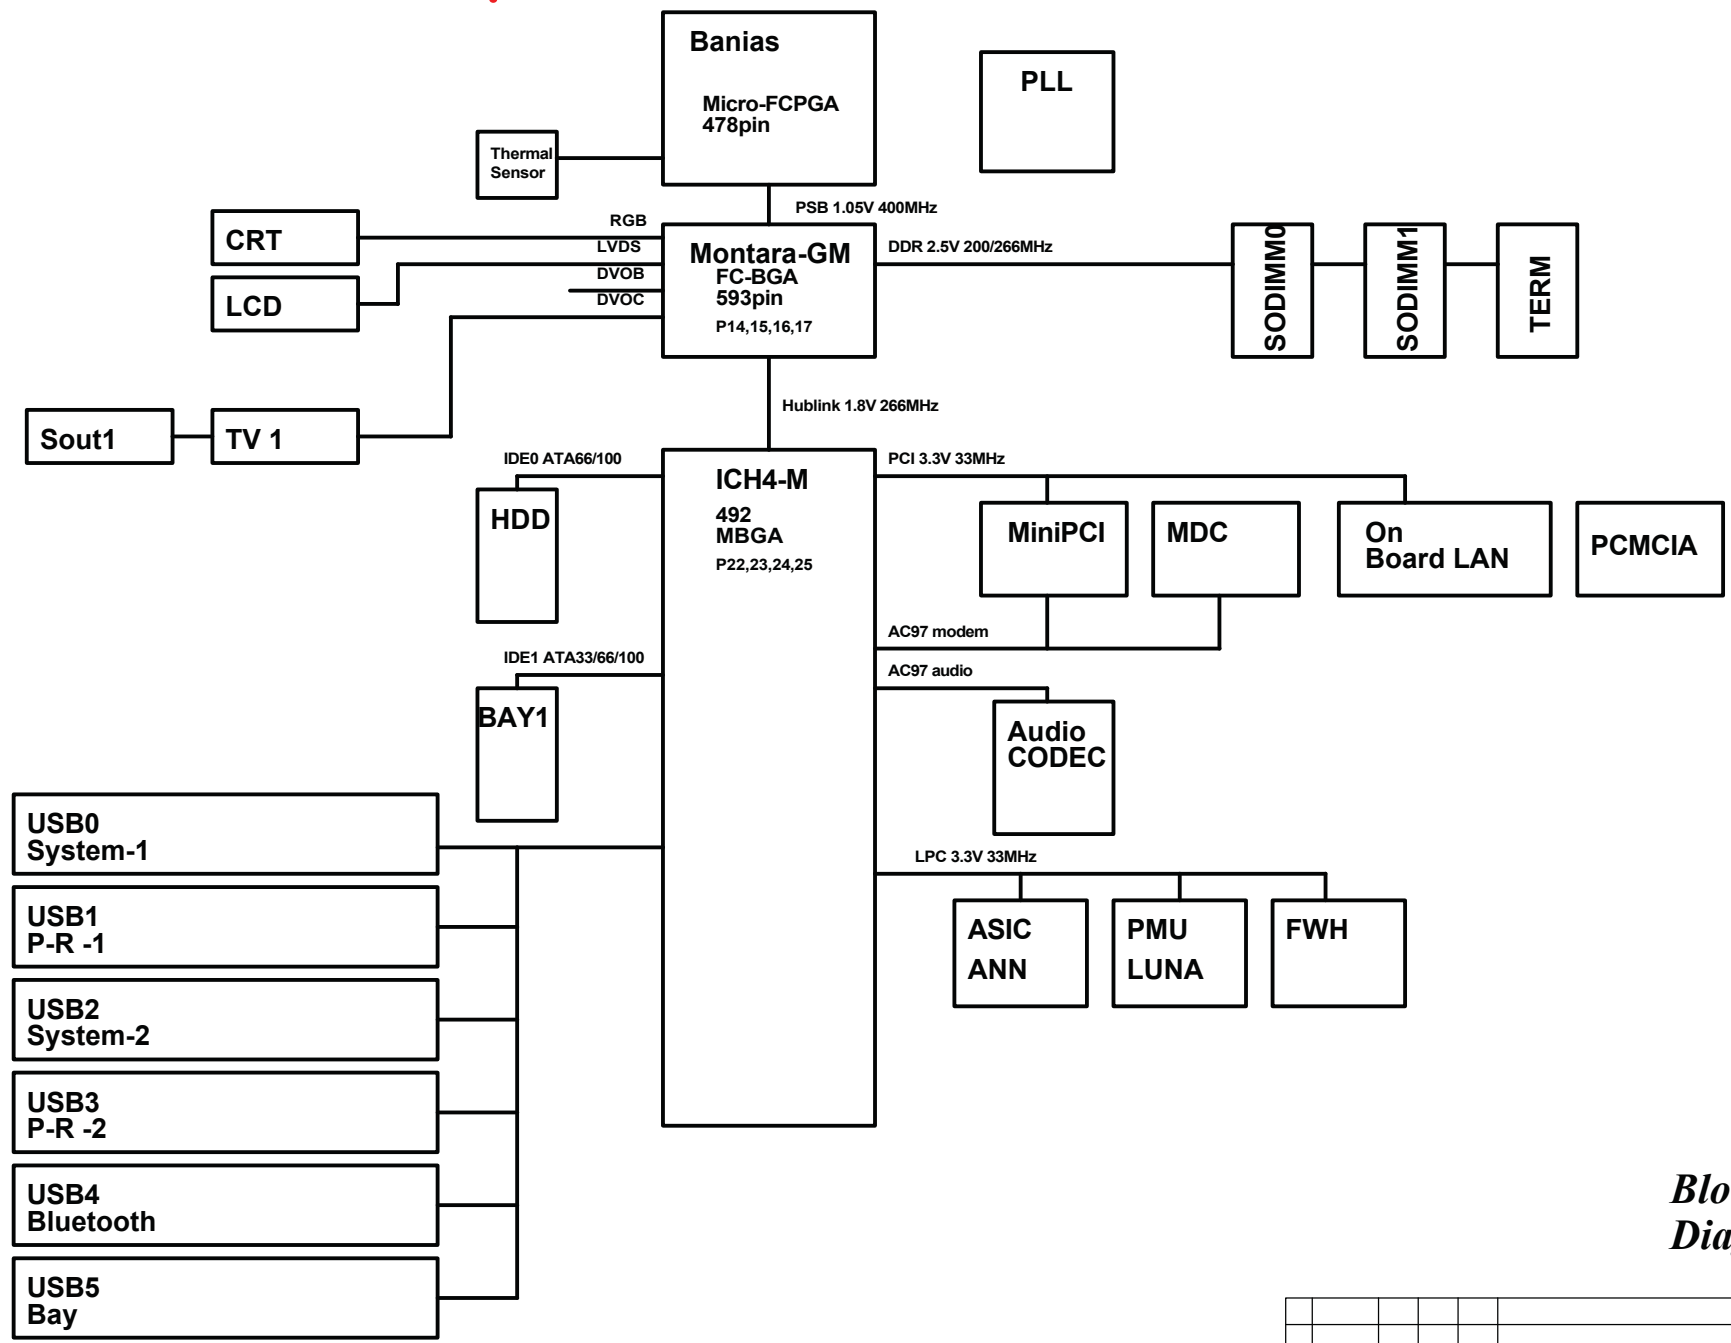 Banias
Micro-FCPGA
478pin
PLL
Thermal
Sensor
PSB 1.05V 400MHz
CRT
LCD
RGB
LVDS
DVOB
DVOC
Montara-GM
FC-BGA
593pin
P14,15,16,17
DDR 2.5V 200/266MHz
SODIMM0
SODIMM1
TERM
Sout1
TV 1
Hublink 1.8V 266MHz
IDE0 ATA66/100
HDD
ICH4-M
492
MBGA
P22,23,24,25
PCI 3.3V 33MHz
MiniPCI
MDC
On
Board LAN
PCMCIA
AC97 modem
IDE1 ATA33/66/100
BAY1
AC97 audio
Audio
CODEC
USB0
System-1
USB1
P-R -1
USB2
System-2
USB3
P-R -2
USB4
Bluetooth
USB5
Bay
LPC 3.3V 33MHz
ASIC
ANN
PMU
LUNA
FWH
Blo
Dia